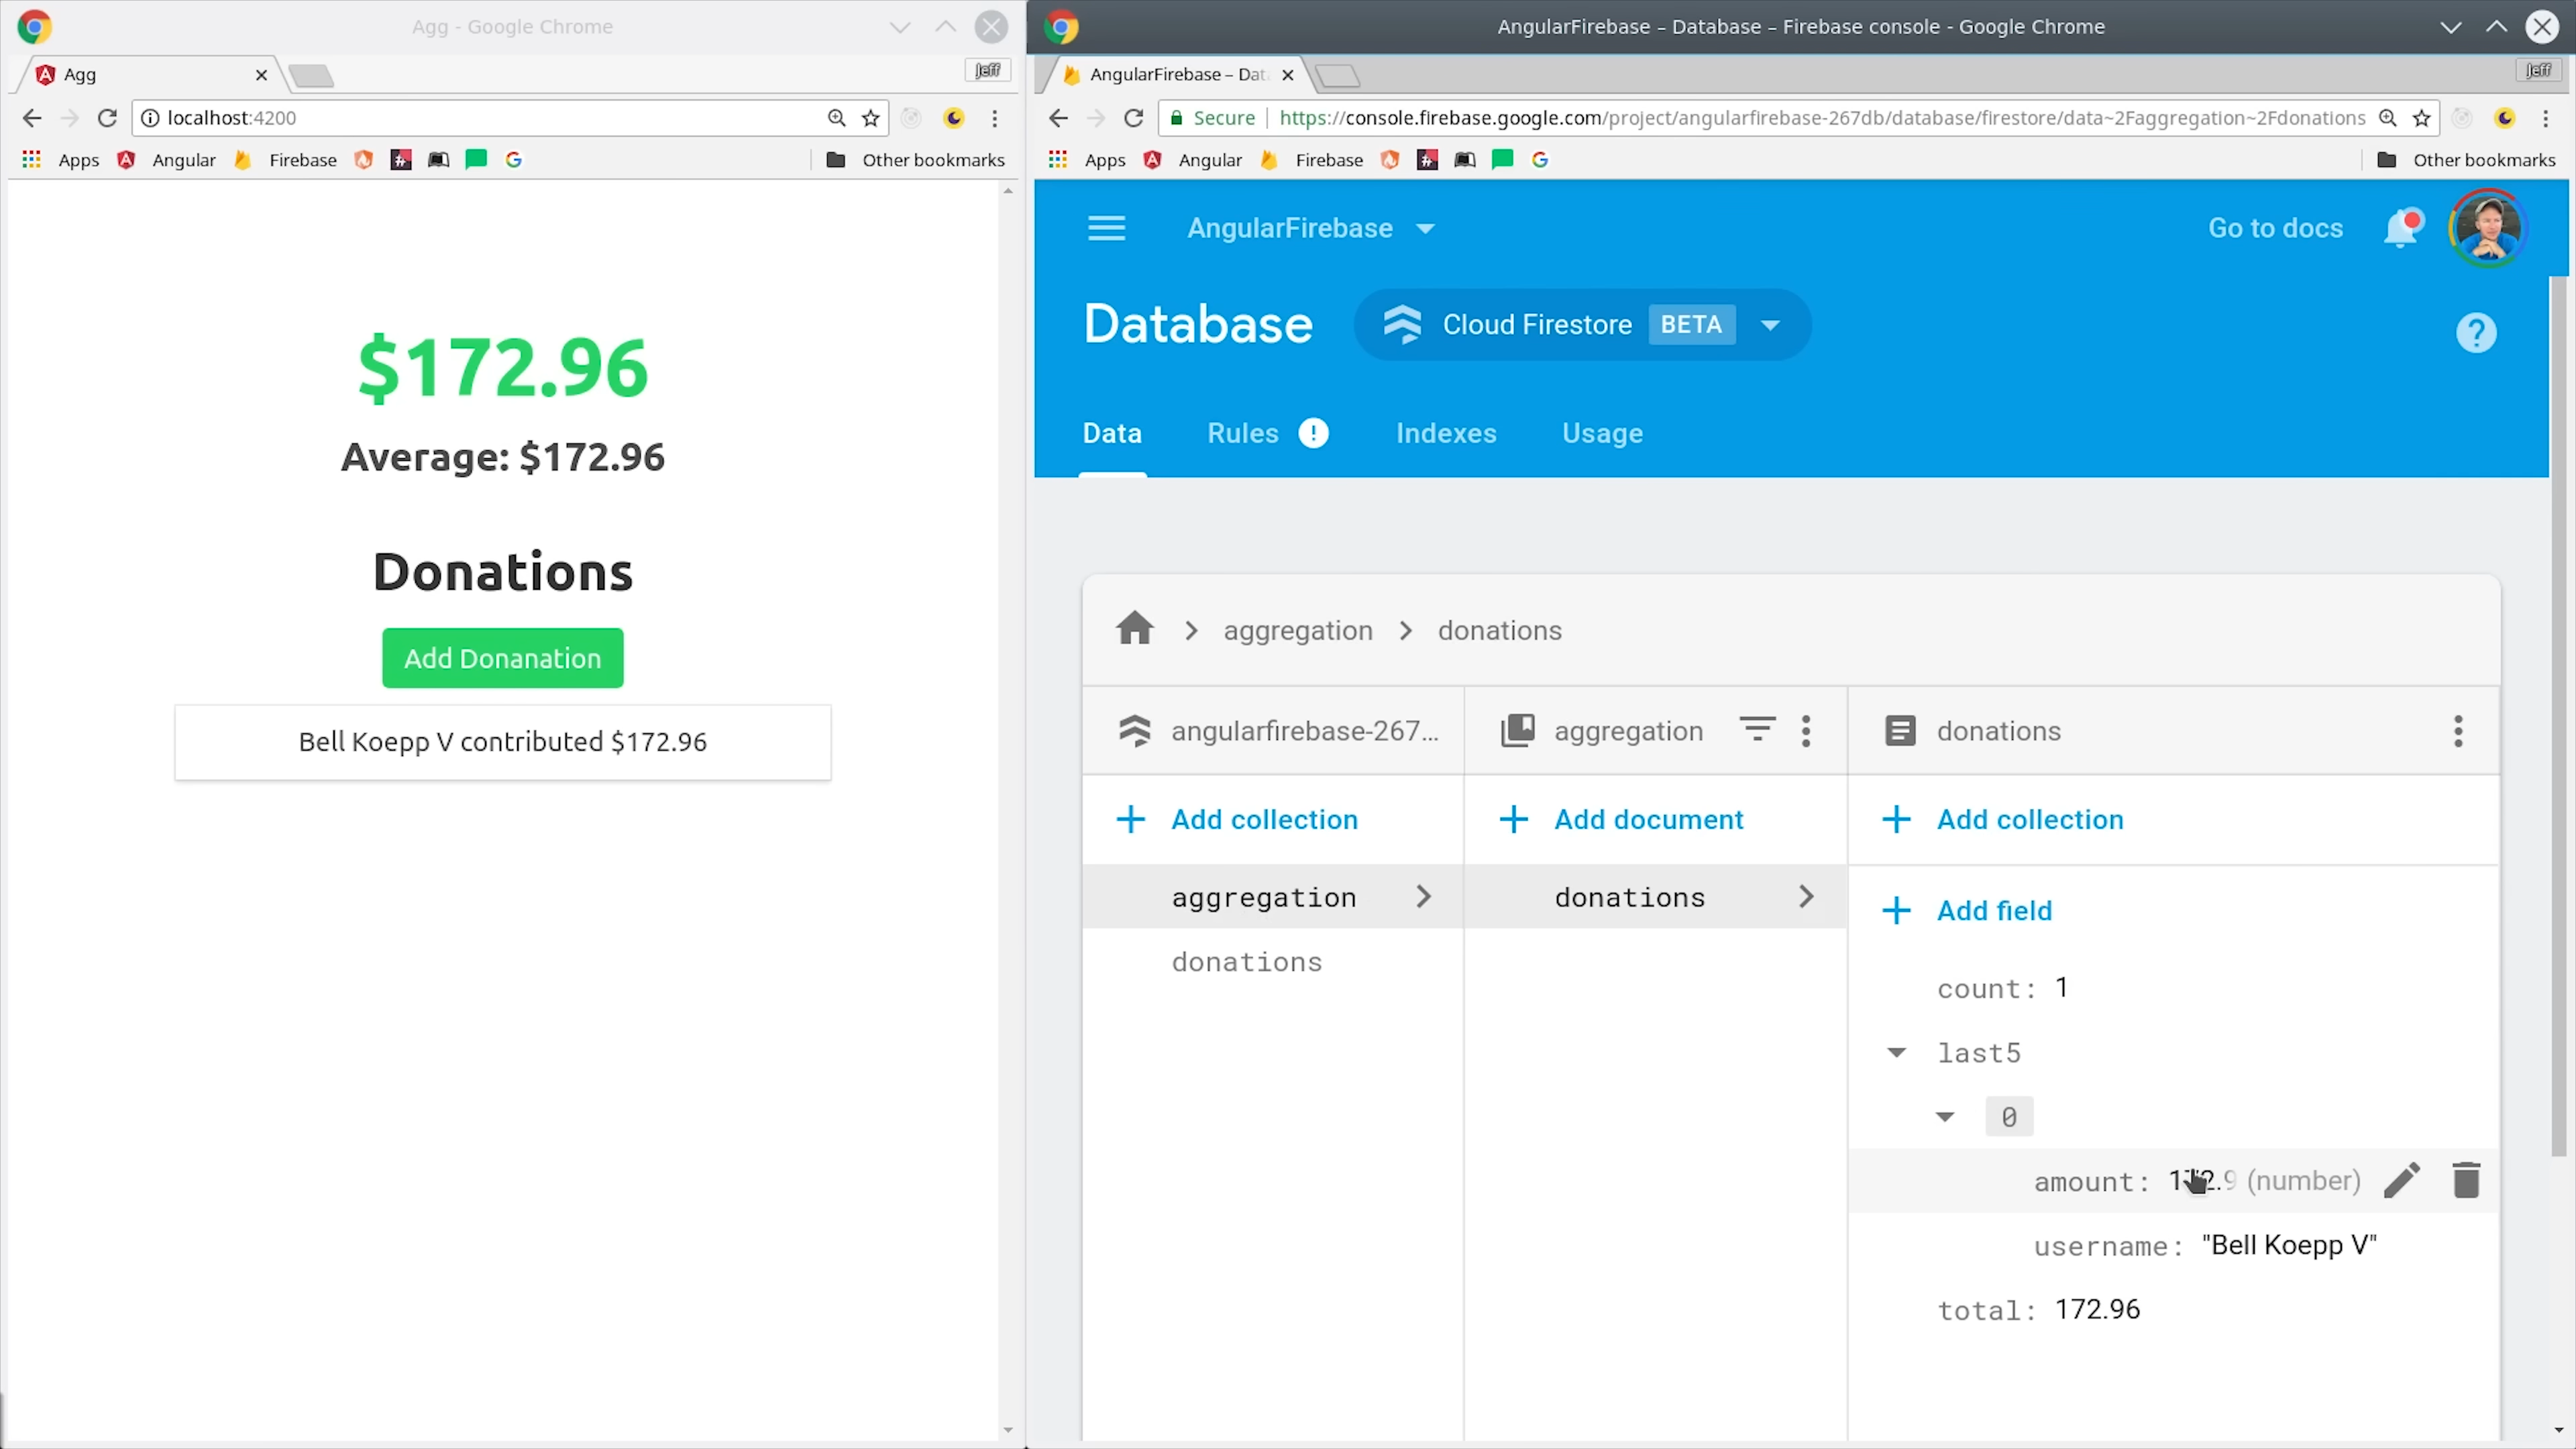 Agg - Google Chrome
Agg
Jeff
localhost:4200
Apps Angular Firebase Other bookmarks
$172.96
Average: $172.96
Donations
Add Donanation
Bell Koepp V contributed $172.96
AngularFirebase – Database – Firebase console - Google Chrome
AngularFirebase – Dat
Jeff
Secure https://console.firebase.google.com/project/angularfirebase-267db/database/firestore/data~2Faggregation~2Fdonations
Apps Angular Firebase Other bookmarks
AngularFirebase Go to docs
Database Cloud Firestore BETA
Data Rules Indexes Usage
aggregation donations
angularfirebase-267... aggregation donations
Add collection Add document Add collection
aggregation donations Add field
donations
count: 1
last5
0
amount: (number)
username: "Bell Koepp V"
total: 172.96